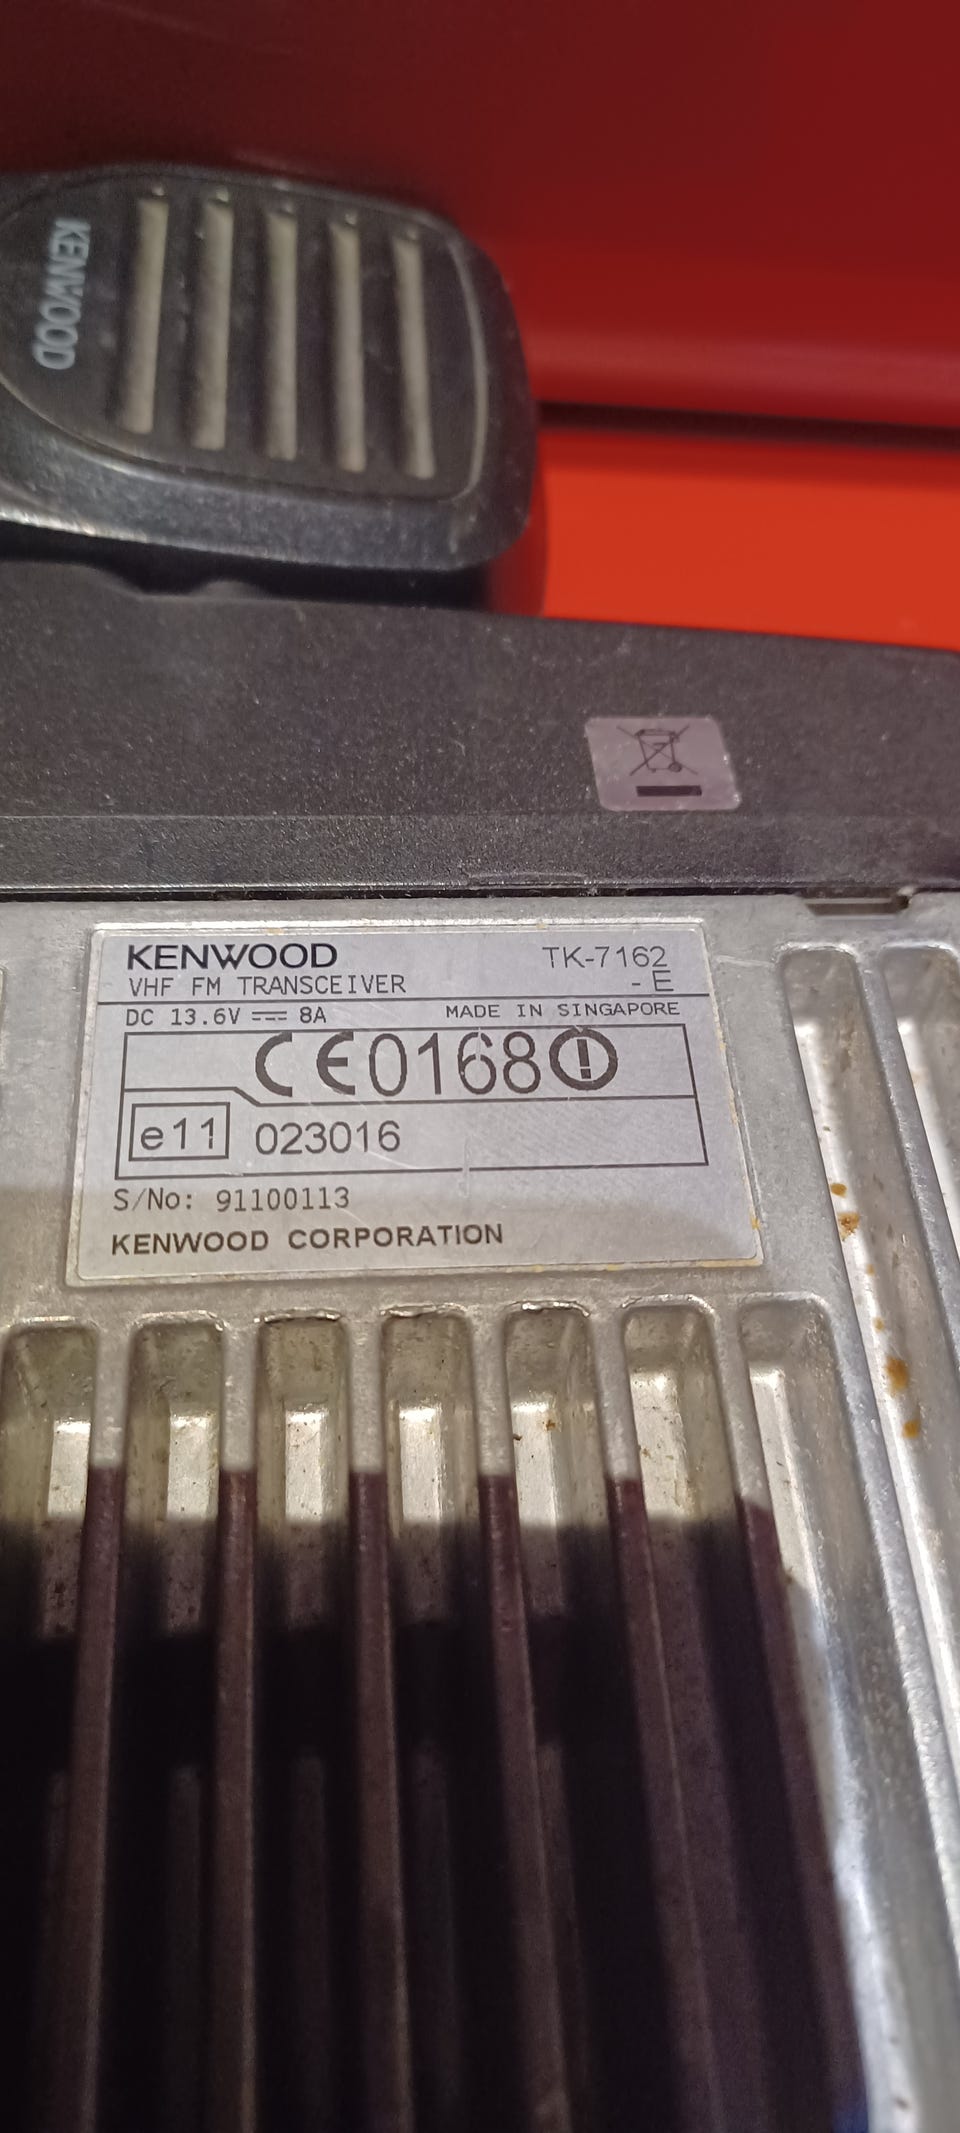 KENWOOD
KENWOOD TK-7162
VHF FM TRANSCEIVER -E
DC 13.6V ⎓ 8A MADE IN SINGAPORE
CE0168
e11 023016
S/No: 91100113
KENWOOD CORPORATION